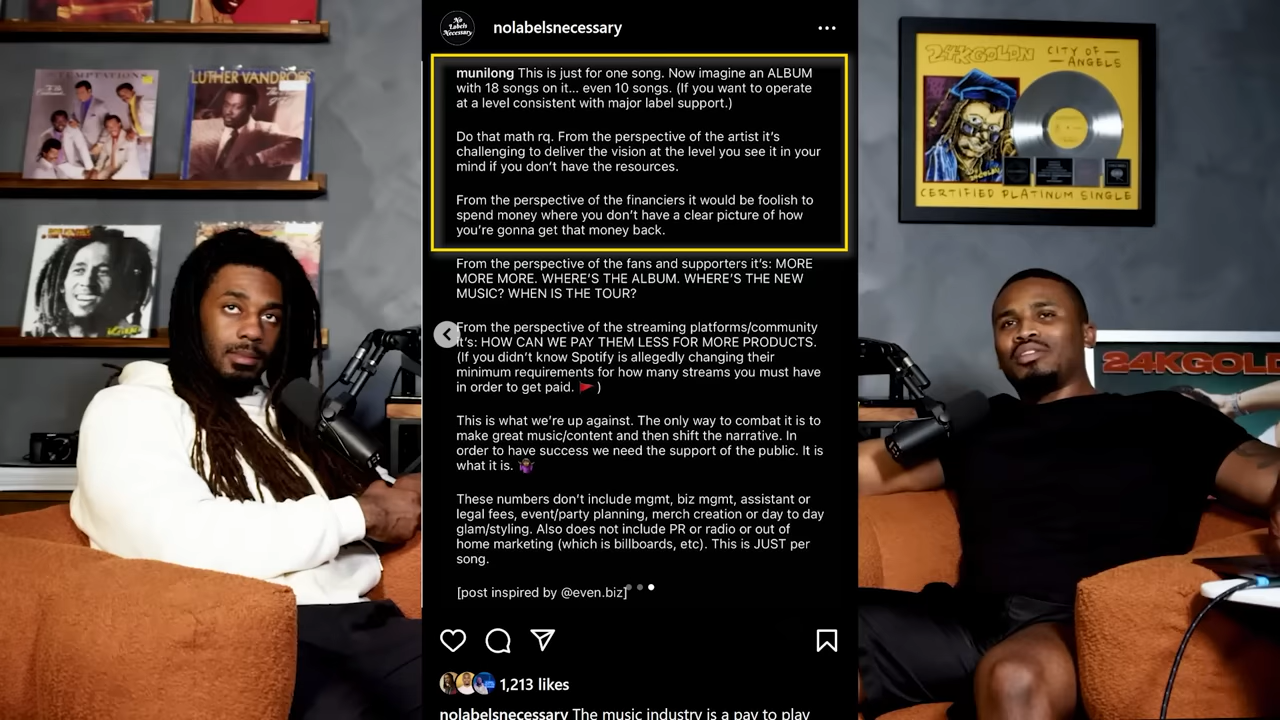 TEMPTATION
LUTHER VANDROSS
No
Labels
Necessary
nolabelsnecessary
munilong This is just for one song. Now imagine an ALBUM
with 18 songs on it... even 10 songs. (If you want to operate
at a level consistent with major label support.)
Do that math rq. From the perspective of the artist it's
challenging to deliver the vision at the level you see it in your
mind if you don't have the resources.
From the perspective of the financiers it would be foolish to
spend money where you don't have a clear picture of how
you're gonna get that money back.
From the perspective of the fans and supporters it's: MORE
MORE MORE. WHERE'S THE ALBUM. WHERE'S THE NEW
MUSIC? WHEN IS THE TOUR?
From the perspective of the streaming platforms/community
it's: HOW CAN WE PAY THEM LESS FOR MORE PRODUCTS.
(If you didn't know Spotify is allegedly changing their
minimum requirements for how many streams you must have
in order to get paid. 🚩 )
This is what we're up against. The only way to combat it is to
make great music/content and then shift the narrative. In
order to have success we need the support of the public. It is
what it is. 🤷🏾‍♀️
These numbers don't include mgmt, biz mgmt, assistant or
legal fees, event/party planning, merch creation or day to day
glam/styling. Also does not include PR or radio or out of
home marketing (which is billboards, etc). This is JUST per
song.
[post inspired by @even.biz]
1,213 likes
nolabelsnecessary The music industry is a pay to play
24KGOLDN
CITY OF
ANGELS
CERTIFIED PLATINUM SINGLE
24KGOLD